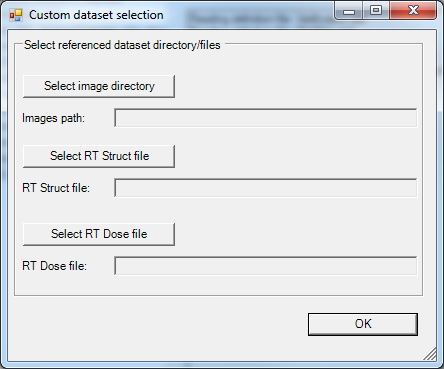 Custom dataset selection
Select referenced dataset directory/files
Select image directory
Images path:
Select RT Struct file
RT Struct file:
Select RT Dose file
RT Dose file:
OK